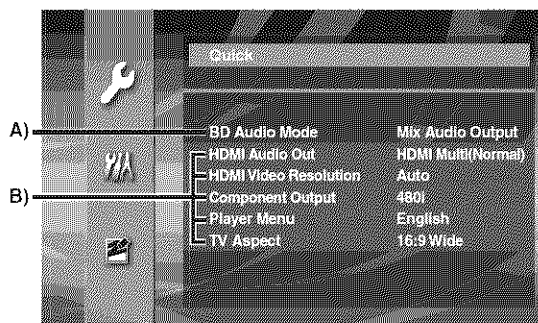 Quick
A) BD Audio Mode Mix Audio Output
HDMI Audio Out HDMI Multi(Normal)
HDMI Video Resolution Auto
B) Component Output 480i
Player Menu English
TV Aspect 16:9 Wide